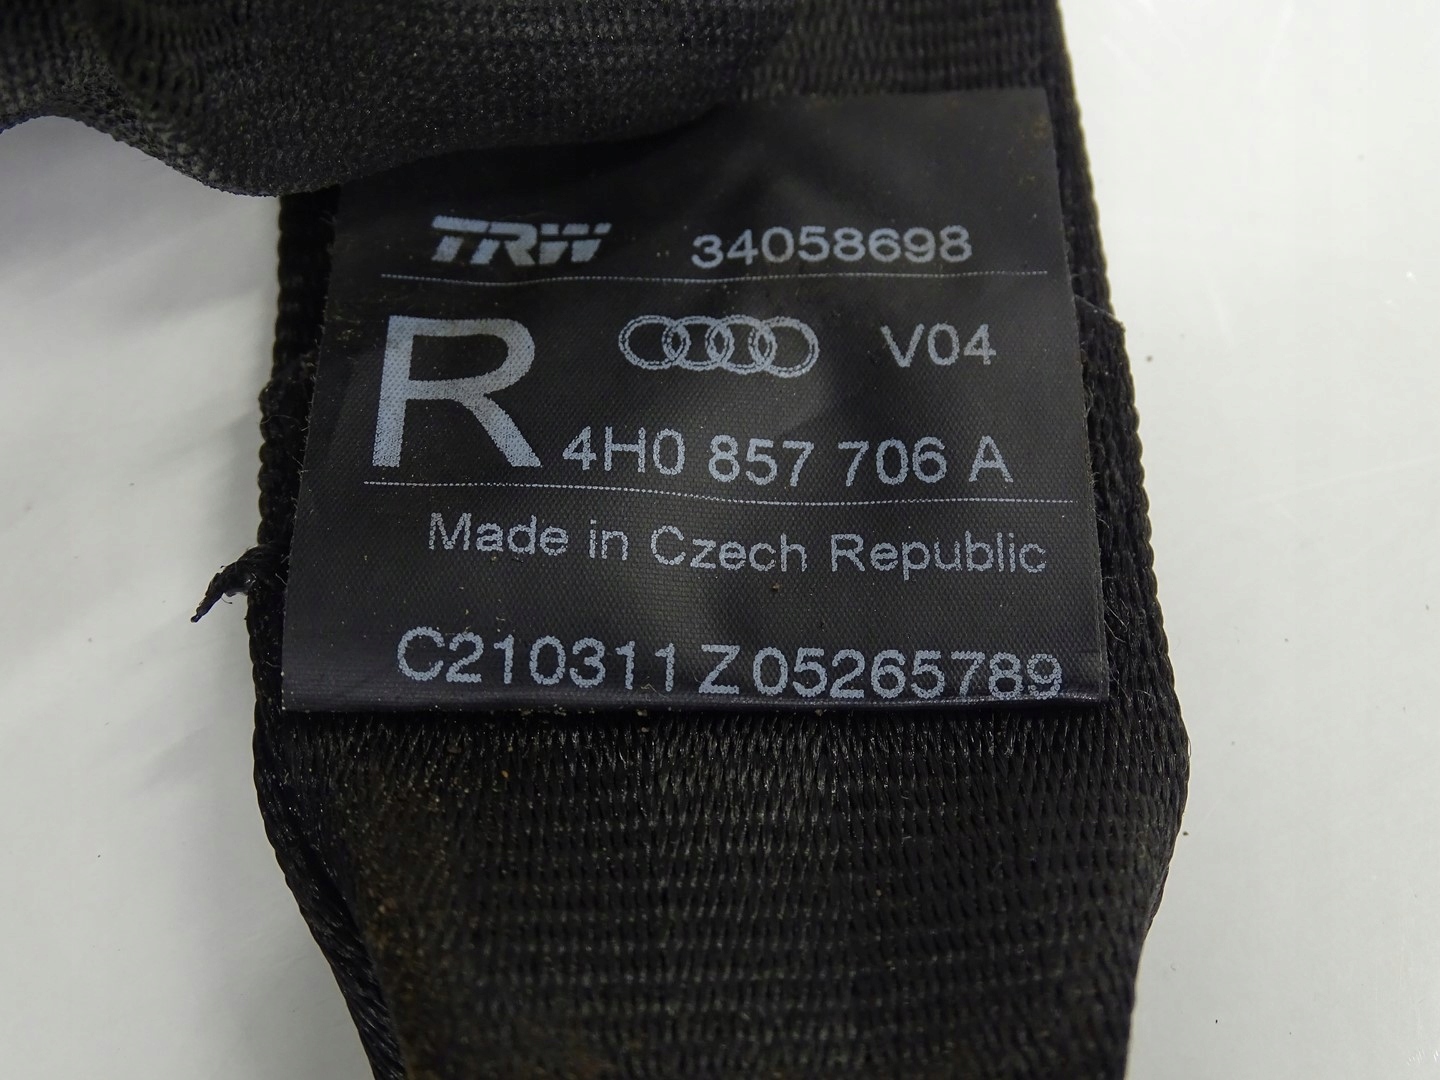 TRW 34058698
R V04
4H0 857 706 A
Made in Czech Republic
C210311 Z 05265789